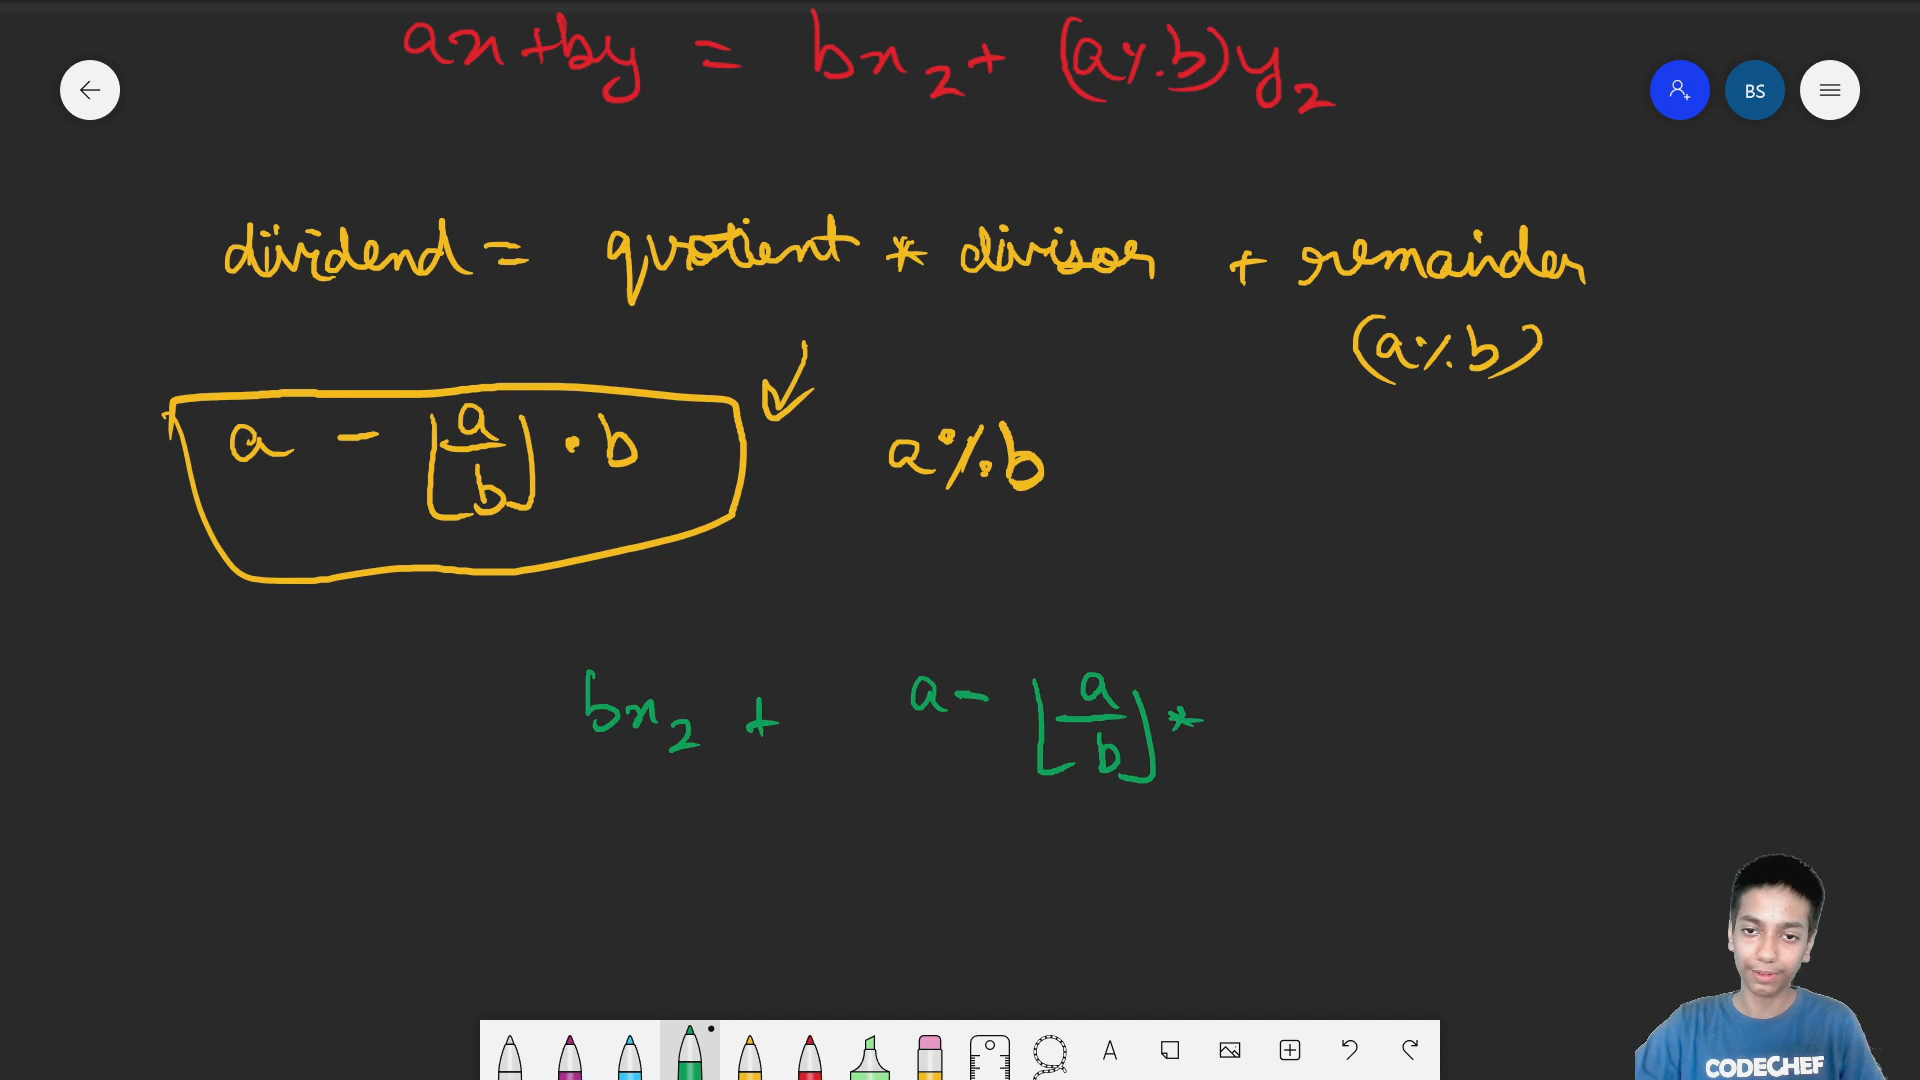 ax + by = bx₂ + (a%b)y₂
BS
dividend = quotient * divisor + remainder
(a%b)
a - ⌊a/b⌋ · b
a%b
bx₂ + a - ⌊a/b⌋ *
A
CODECHEF